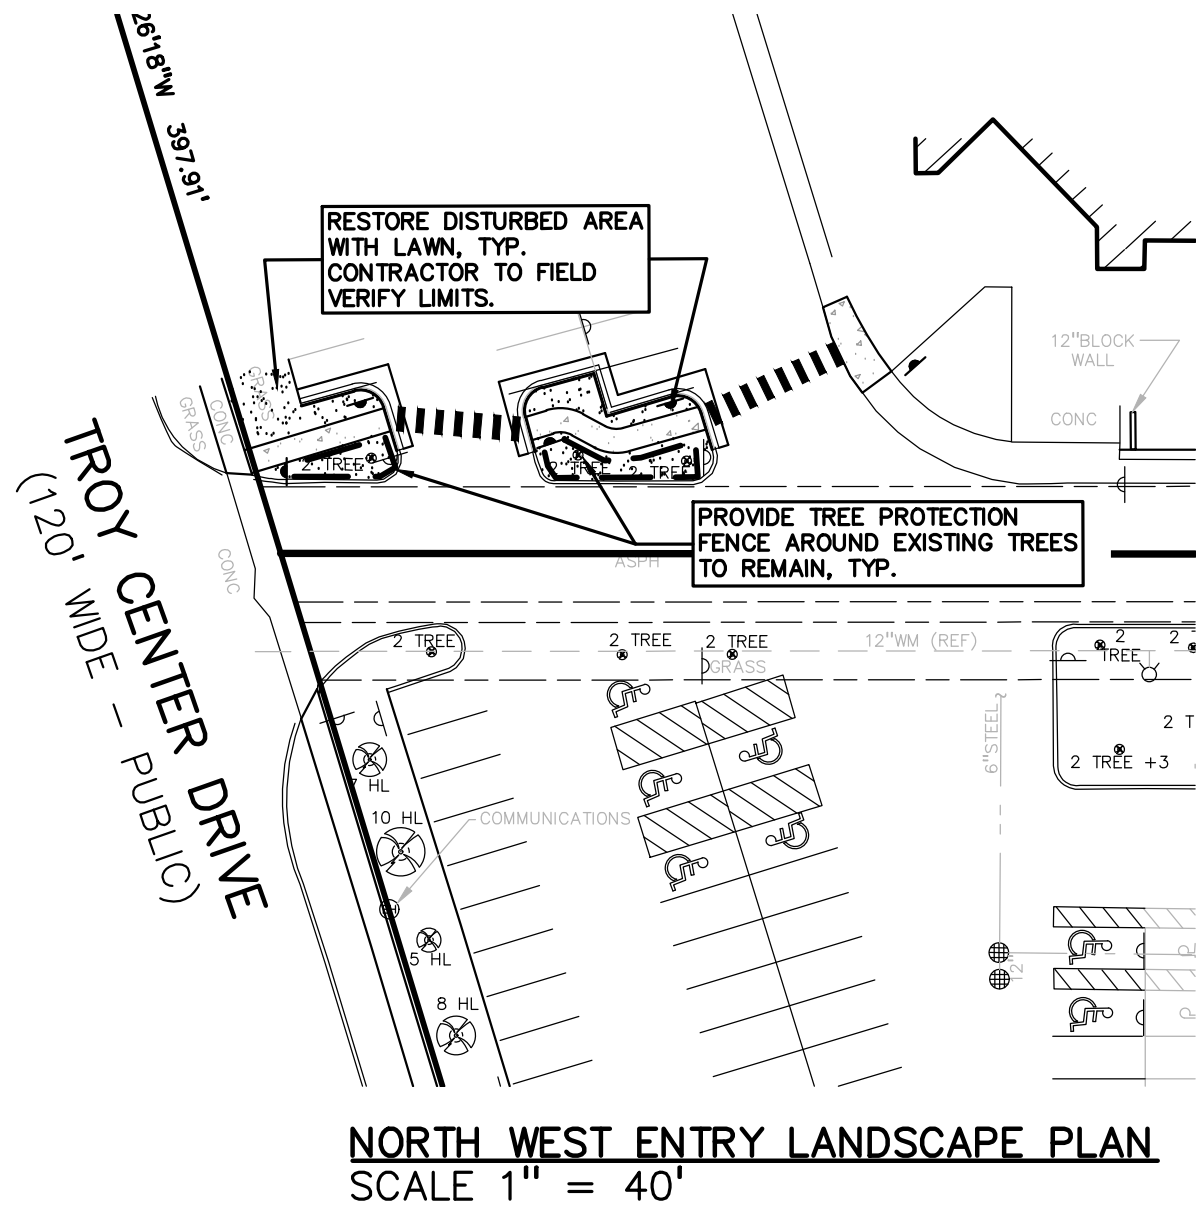 26'18"W 397.91'
RESTORE DISTURBED AREA
WITH LAWN, TYP.
CONTRACTOR TO FIELD
VERIFY LIMITS.
12"BLOCK
WALL
CONC
GRASS
CONC
GRASS
2 TREE
2 TREE
2 TREE
PROVIDE TREE PROTECTION
FENCE AROUND EXISTING TREES
TO REMAIN, TYP.
ASPH
CONC
TROY CENTER DRIVE
(120' WIDE - PUBLIC)
2 TREE
2 TREE
2 TREE
GRASS
12"WM (REF)
2
TREE
2
2 T
2 TREE +3
6"STEEL
7 HL
10 HL
COMMUNICATIONS
5 HL
12"
8 HL
NORTH WEST ENTRY LANDSCAPE PLAN
SCALE 1" = 40'